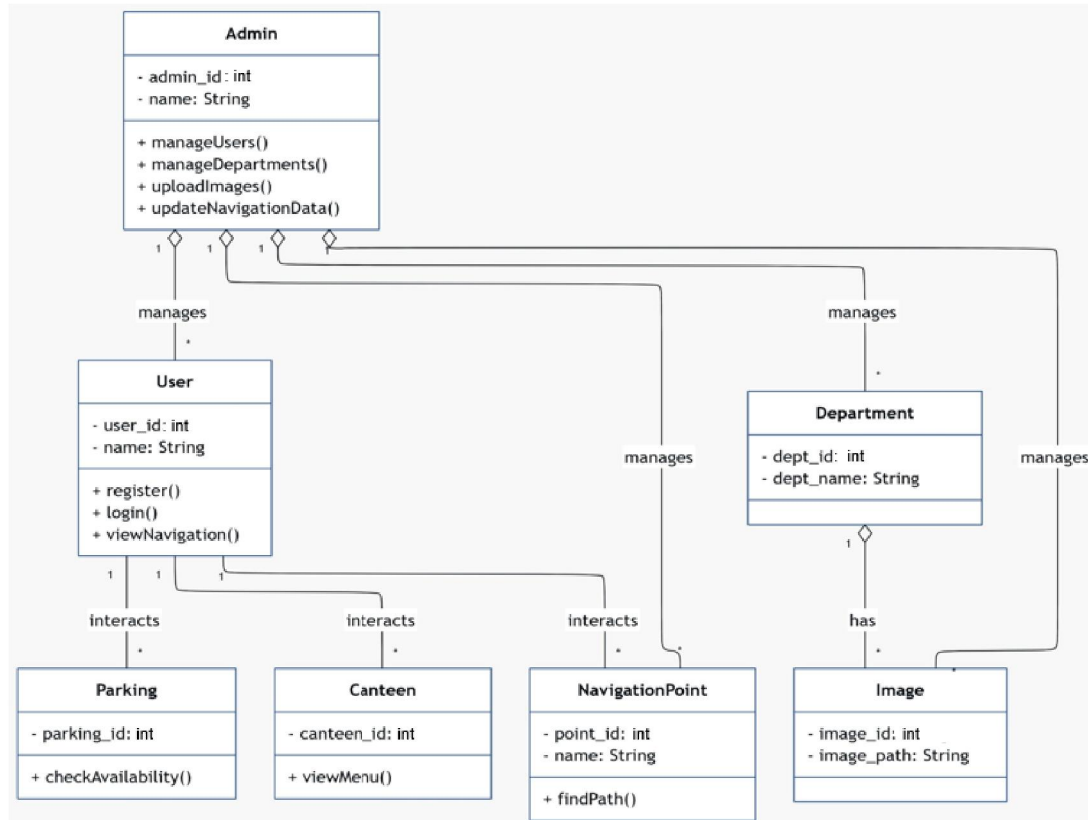 Admin
- admin_id: int
- name: String
+ manageUsers()
+ manageDepartments()
+ uploadImages()
+ updateNavigationData()
1
1
1
1
manages
manages
*
*
User
- user_id: int
- name: String
+ register()
+ login()
+ viewNavigation()
Department
- dept_id: int
- dept_name: String
manages
manages
1
1
1
1
interacts
interacts
interacts
has
*
*
*
*
*
*
Parking
- parking_id: int
+ checkAvailability()
Canteen
- canteen_id: int
+ viewMenu()
NavigationPoint
- point_id: int
- name: String
+ findPath()
Image
- image_id: int
- image_path: String